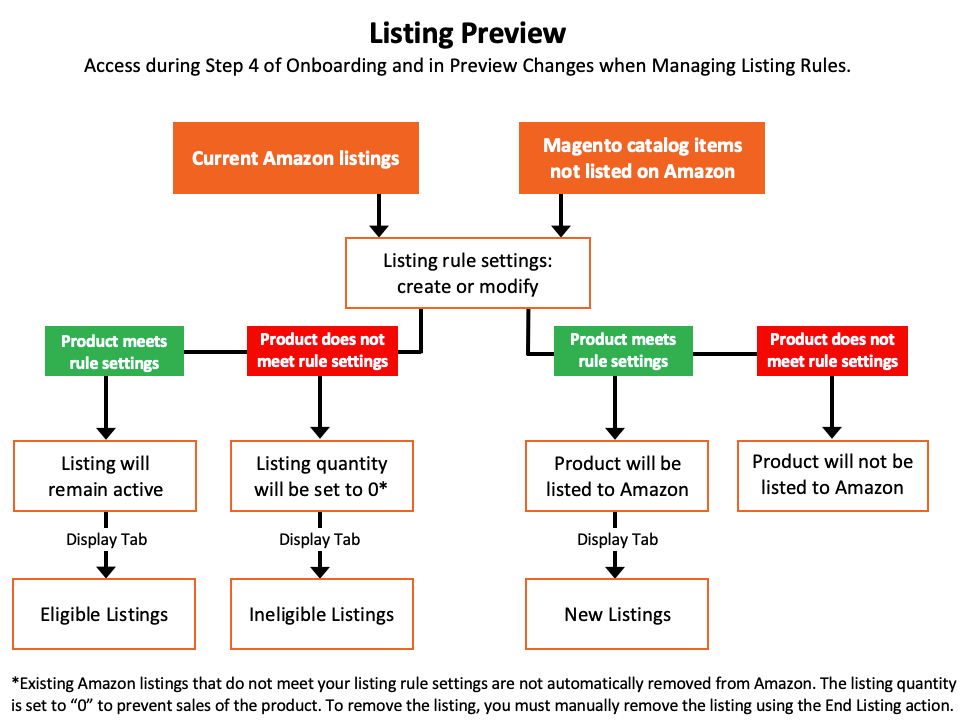 Listing Preview
Access during Step 4 of Onboarding and in Preview Changes when Managing Listing Rules.
Current Amazon listings
Magento catalog items
not listed on Amazon
Listing rule settings:
create or modify
Product meets
rule settings
Product does not
meet rule settings
Product meets
rule settings
Product does not
meet rule settings
Listing will
remain active
Listing quantity
will be set to 0*
Product will be
listed to Amazon
Product will not be
listed to Amazon
Display Tab
Display Tab
Display Tab
Eligible Listings
Ineligible Listings
New Listings
*Existing Amazon listings that do not meet your listing rule settings are not automatically removed from Amazon. The listing quantity
is set to “0” to prevent sales of the product. To remove the listing, you must manually remove the listing using the End Listing action.